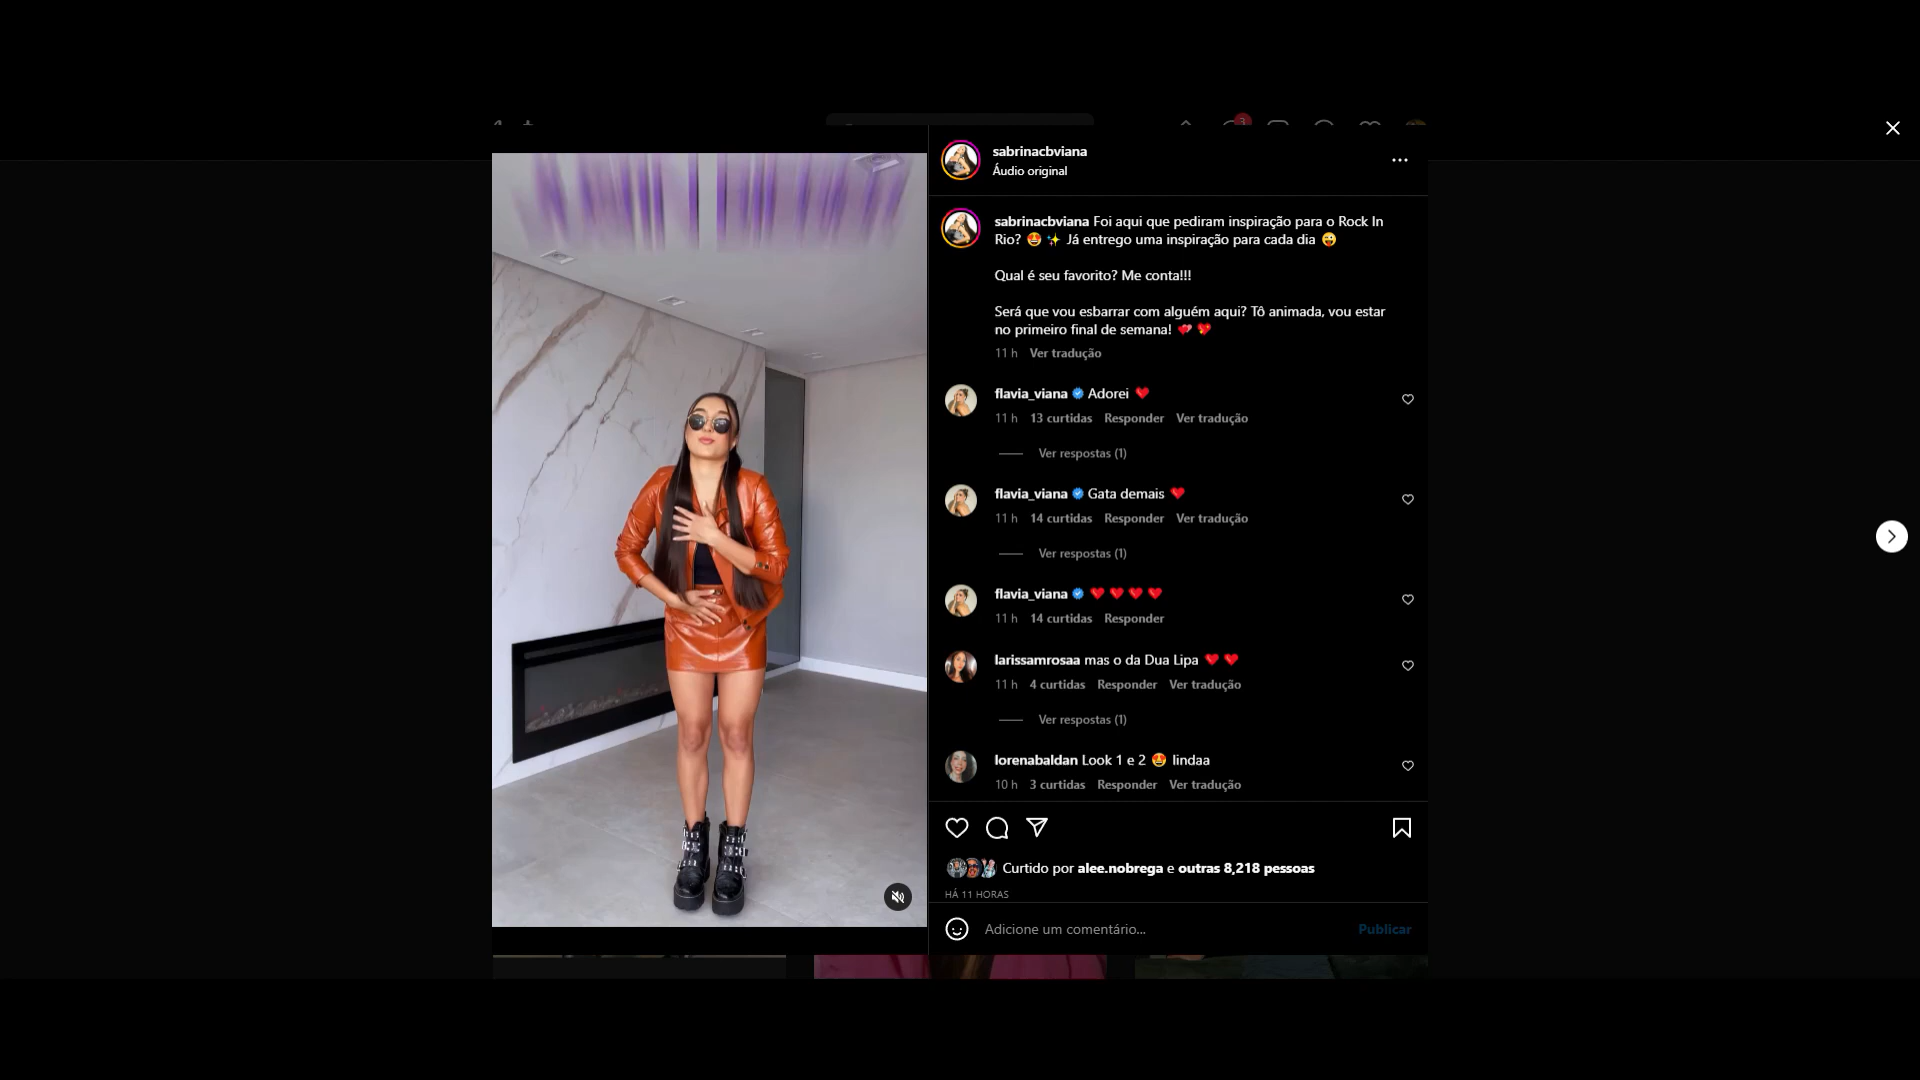 3
sabrinacbviana
Áudio original
sabrinacbviana Foi aqui que pediram inspiração para o Rock In
Rio? 🤩 ✨ Já entrego uma inspiração para cada dia 😜
Qual é seu favorito? Me conta!!!
Será que vou esbarrar com alguém aqui? Tô animada, vou estar
no primeiro final de semana! 💕 💖
11 h Ver tradução
flavia_viana Adorei ❤️
11 h 13 curtidas Responder Ver tradução
Ver respostas (1)
flavia_viana Gata demais ❤️
11 h 14 curtidas Responder Ver tradução
Ver respostas (1)
flavia_viana ❤️ ❤️ ❤️ ❤️
11 h 14 curtidas Responder
larissamrosaa mas o da Dua Lipa ❤️ ❤️
11 h 4 curtidas Responder Ver tradução
Ver respostas (1)
lorenabaldan Look 1 e 2 🤩 lindaa
10 h 3 curtidas Responder Ver tradução
Curtido por alee.nobrega e outras 8,218 pessoas
HÁ 11 HORAS
Adicione um comentário... Publicar